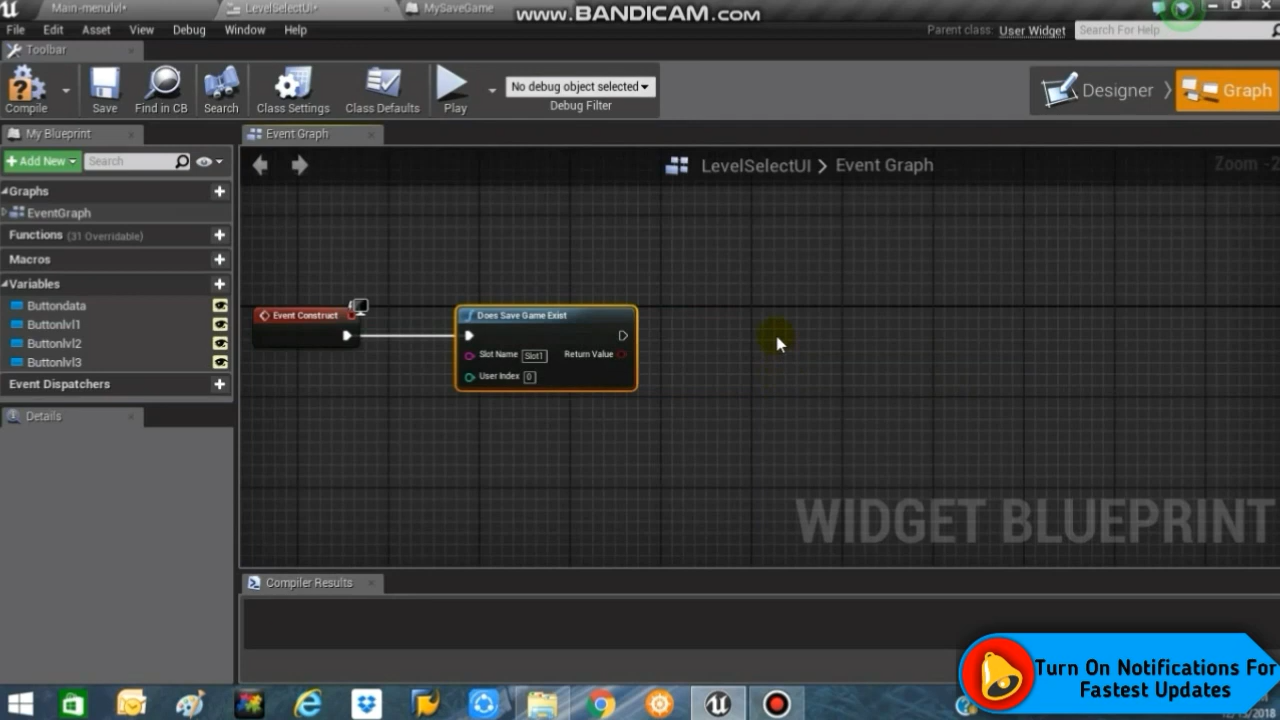 Main-menulvl•
LevelSelectUI•
MySaveGame
www.BANDICAM.com
File Edit Asset View Debug Window Help
Parent class: User Widget
Search For Help
Toolbar
Compile
Save
Find in CB
Search
Class Settings
Class Defaults
Play
No debug object selected
Debug Filter
Designer
Graph
My Blueprint
Event Graph
Add New
Search
LevelSelectUI > Event Graph
Zoom -2
Graphs
EventGraph
Functions (31 Overridable)
Macros
Variables
Buttondata
Buttonlvl1
Buttonlvl2
Buttonlvl3
Event Dispatchers
Details
Event Construct
Does Save Game Exist
Slot Name Slot1 Return Value
User Index 0
WIDGET BLUEPRINT
Compiler Results
Turn On Notifications For
Fastest Updates